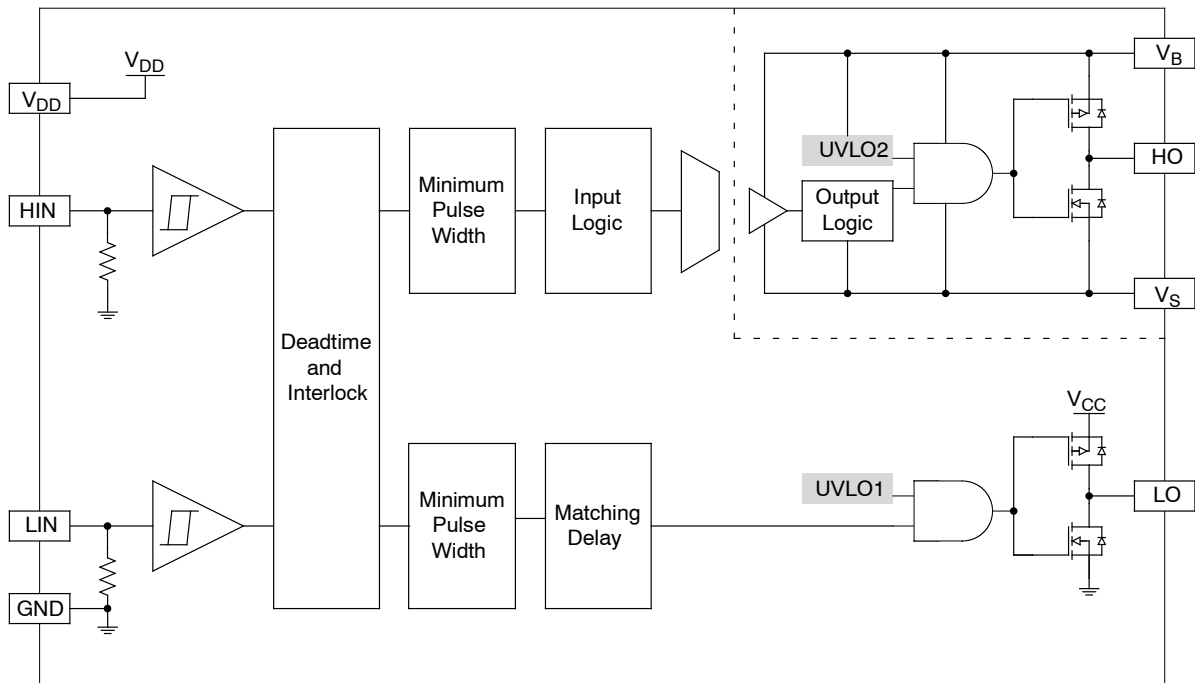 VDD
VDD
VB
HO
VS
UVLO2
Output
Logic
HIN
Minimum
Pulse
Width
Input
Logic
Deadtime
and
Interlock
VCC
UVLO1
LO
LIN
Minimum
Pulse
Width
Matching
Delay
GND